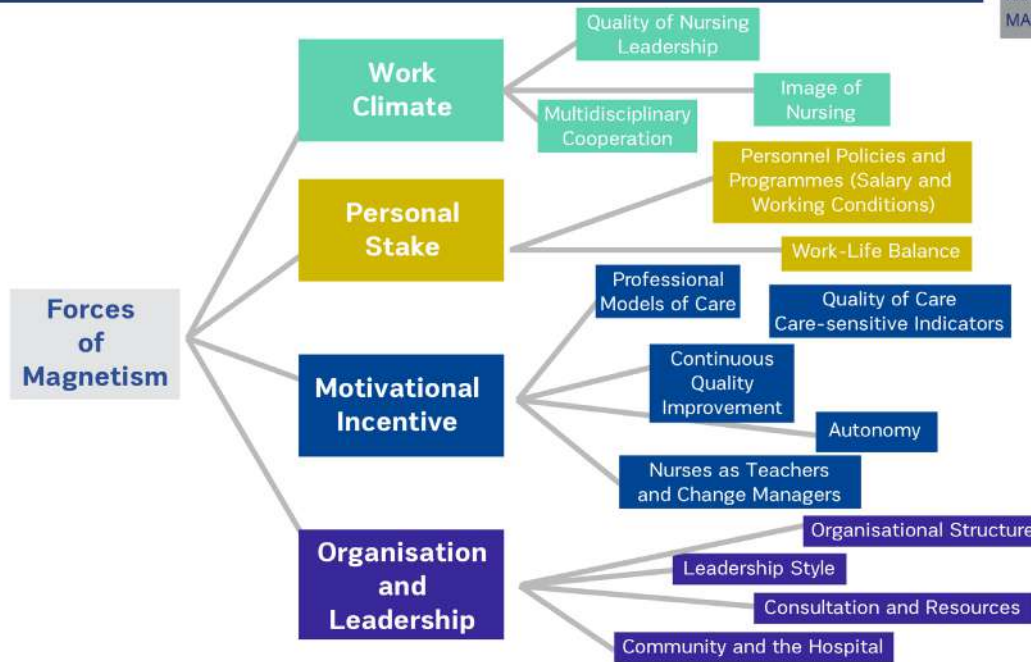 MA
Forces
of
Magnetism
Work
Climate
Quality of Nursing
Leadership
Image of
Nursing
Multidisciplinary
Cooperation
Personal
Stake
Personnel Policies and
Programmes (Salary and
Working Conditions)
Work-Life Balance
Motivational
Incentive
Professional
Models of Care
Quality of Care
Care-sensitive Indicators
Continuous
Quality
Improvement
Autonomy
Nurses as Teachers
and Change Managers
Organisation
and
Leadership
Organisational Structure
Leadership Style
Consultation and Resources
Community and the Hospital